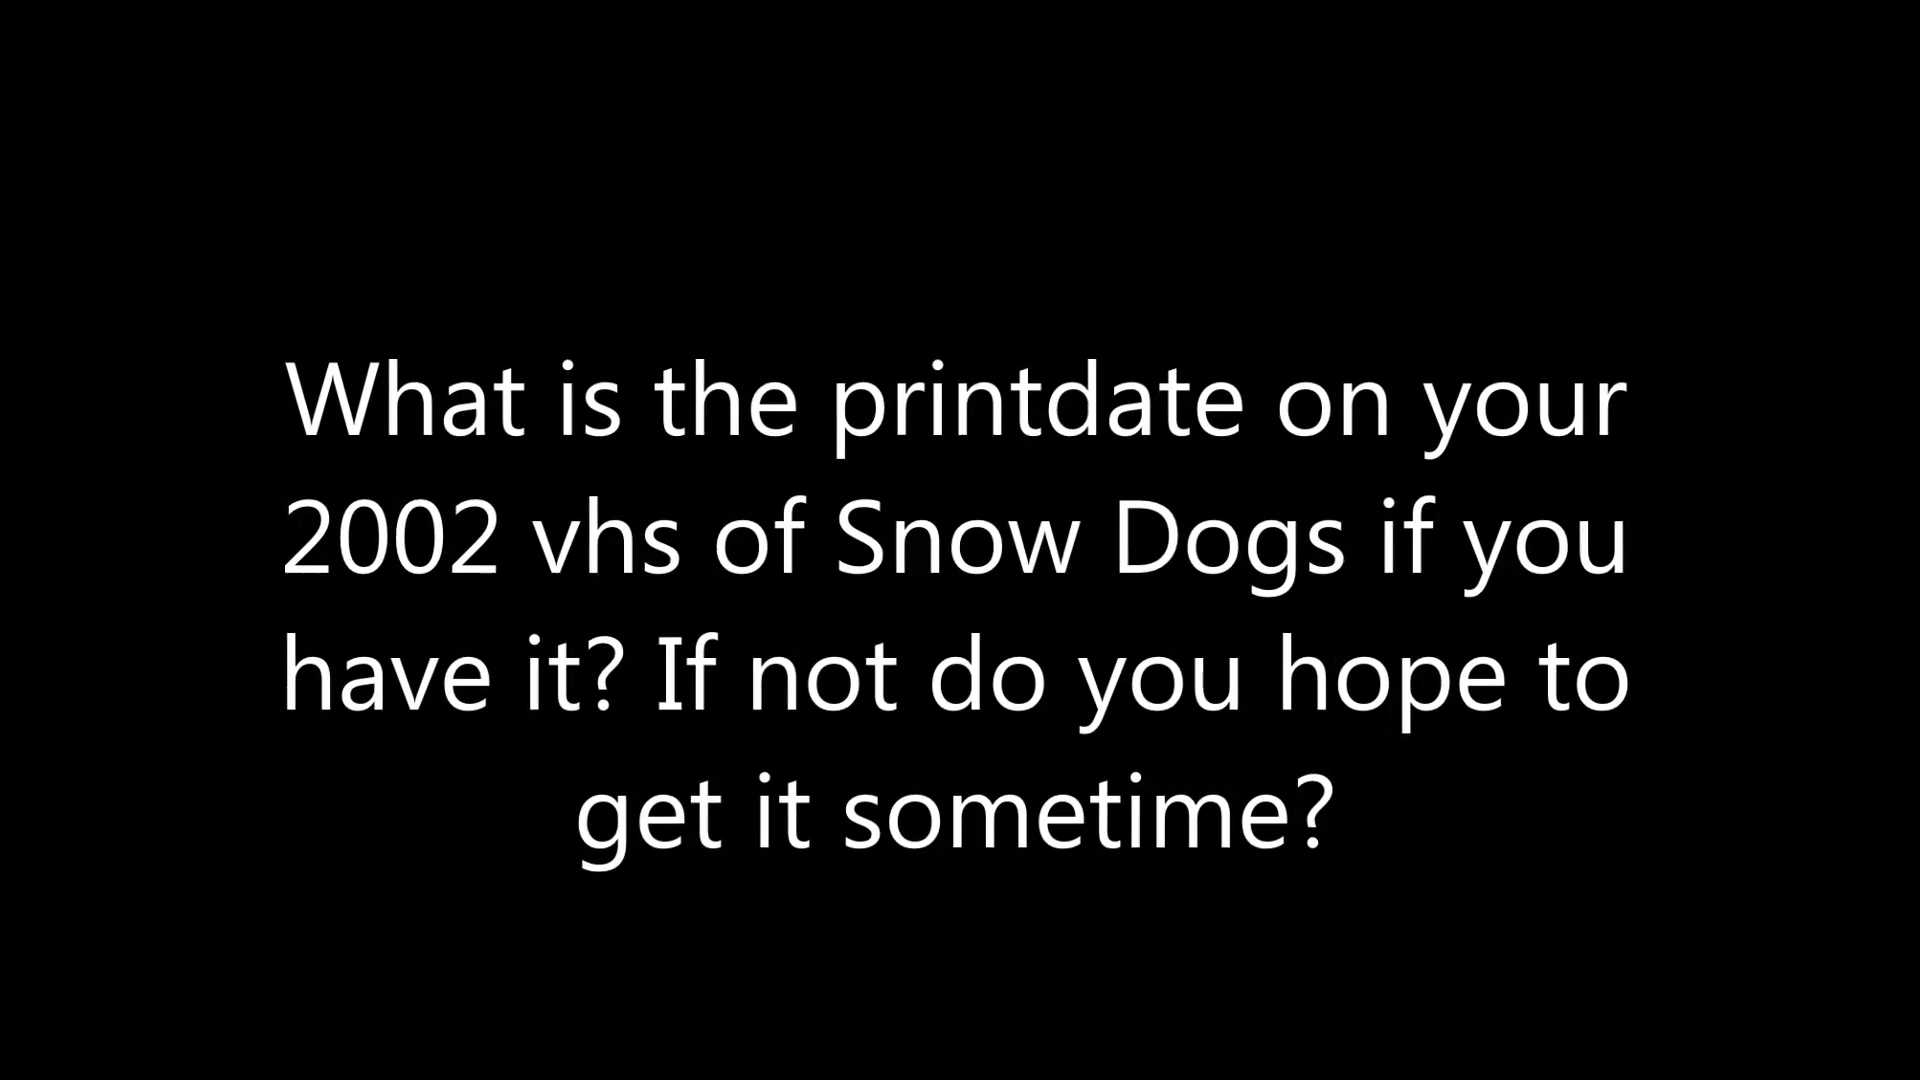 What is the printdate on your
2002 vhs of Snow Dogs if you
have it? If not do you hope to
get it sometime?